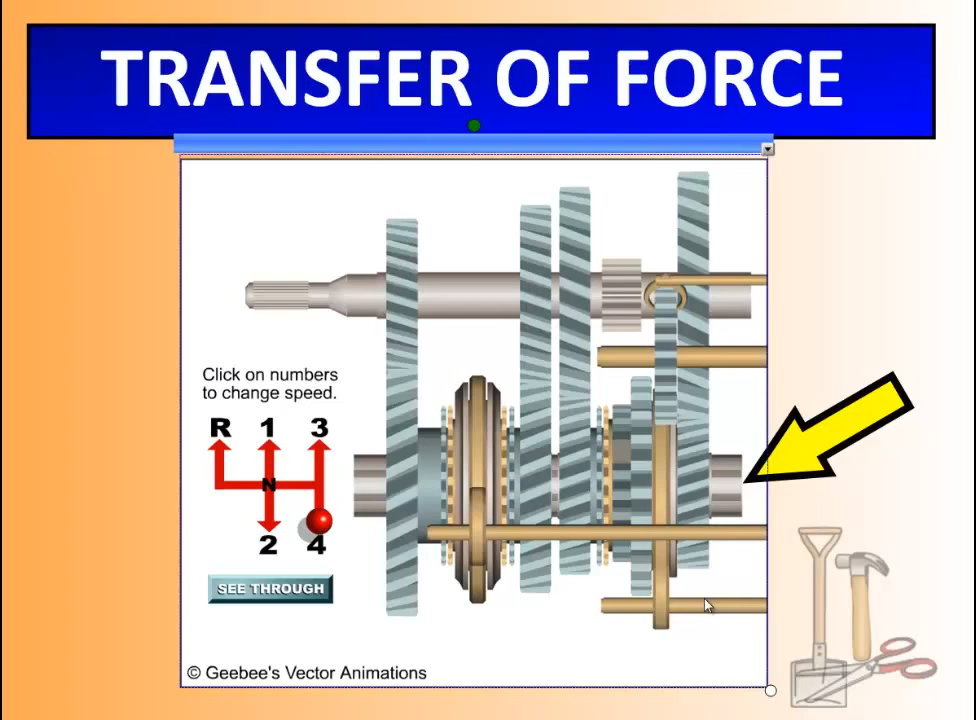 TRANSFER OF FORCE
Click on numbers
to change speed.
R 1 3
N
2 4
SEE THROUGH
© Geebee's Vector Animations